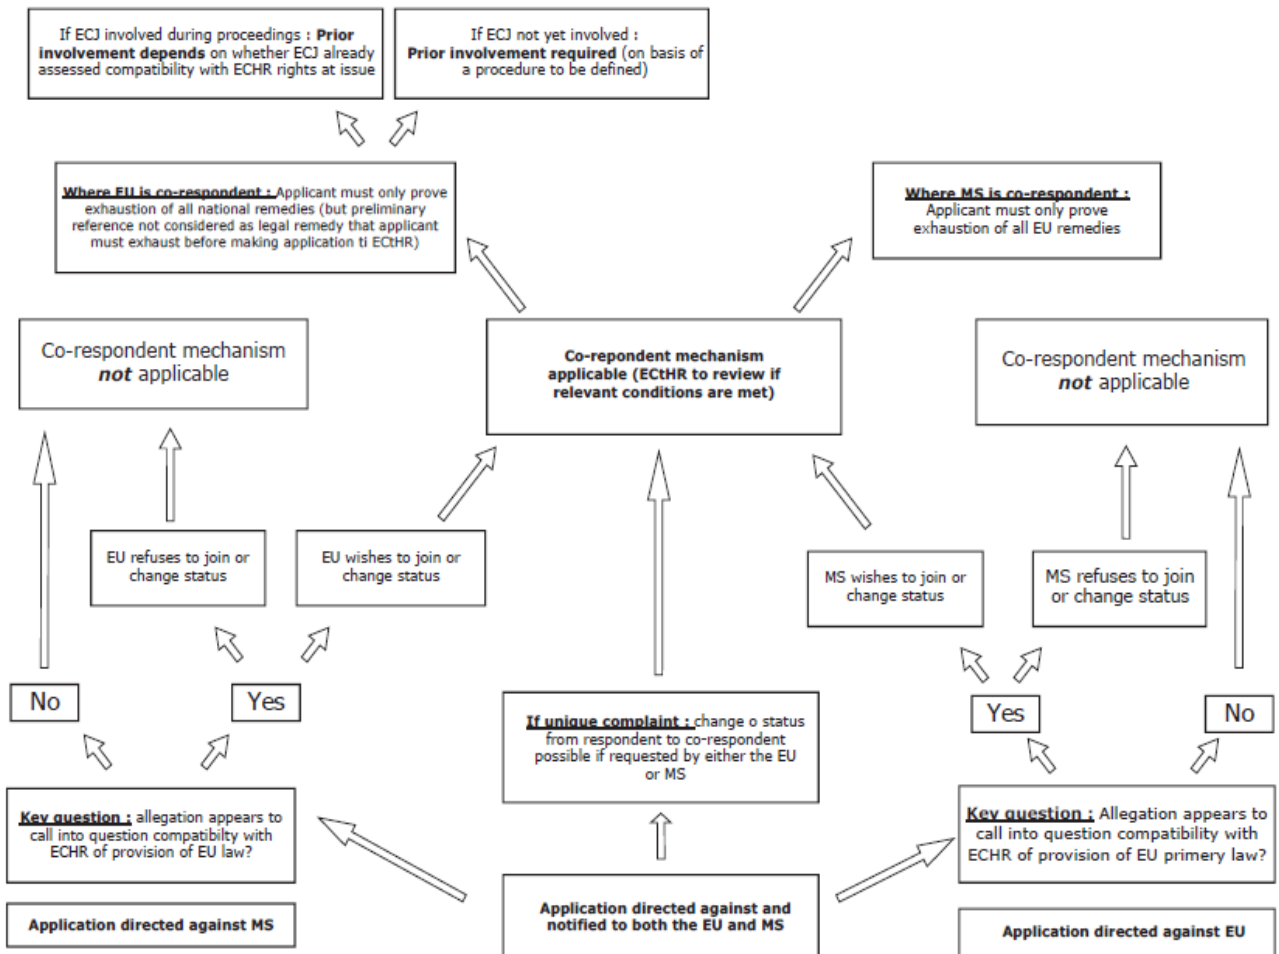 If ECJ involved during proceedings : Prior
involvement depends on whether ECJ already
assessed compatibility with ECHR rights at issue
If ECJ not yet involved :
Prior involvement required (on basis of
a procedure to be defined)
Where EU is co-respondent : Applicant must only prove
exhaustion of all national remedies (but preliminary
reference not considered as legal remedy that applicant
must exhaust before making application ti ECtHR)
Where MS is co-respondent :
Applicant must only prove
exhaustion of all EU remedies
Co-respondent mechanism
not applicable
Co-repondent mechanism
applicable (ECtHR to review if
relevant conditions are met)
Co-respondent mechanism
not applicable
EU refuses to join or
change status
EU wishes to join or
change status
MS wishes to join or
change status
MS refuses to join
or change status
No
Yes
If unique complaint : change o status
from respondent to co-respondent
possible if requested by either the EU
or MS
Yes
No
Key question : allegation appears to
call into question compatibilty with
ECHR of provision of EU law?
Key question : Allegation appears to
call into question compatibility with
ECHR of provision of EU primery law?
Application directed against MS
Application directed against and
notified to both the EU and MS
Application directed against EU